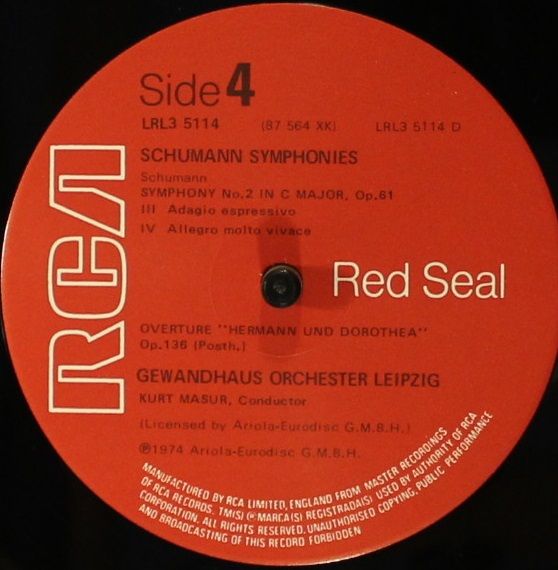 Side 4
LRL3 5114 (87 564 XK) LRL3 5114 D
SCHUMANN SYMPHONIES
Schumann
SYMPHONY No.2 IN C MAJOR, Op.61
III Adagio espressivo
IV Allegro molto vivace
RCA
Red Seal
OVERTURE "HERMANN UND DOROTHEA"
Op.136 (Posth.)
GEWANDHAUS ORCHESTER LEIPZIG
KURT MASUR, Conductor
(Licensed by Ariola-Eurodisc G.M.B.H.)
℗1974 Ariola-Eurodisc G.M.B.H.
MANUFACTURED BY RCA LIMITED, ENGLAND FROM MASTER RECORDINGS
OF RCA RECORDS. TM(S) ® MARCA(S) REGISTRADA(S) USED BY AUTHORITY OF RCA
CORPORATION. ALL RIGHTS RESERVED. UNAUTHORISED COPYING, PUBLIC PERFORMANCE
AND BROADCASTING OF THIS RECORD FORBIDDEN